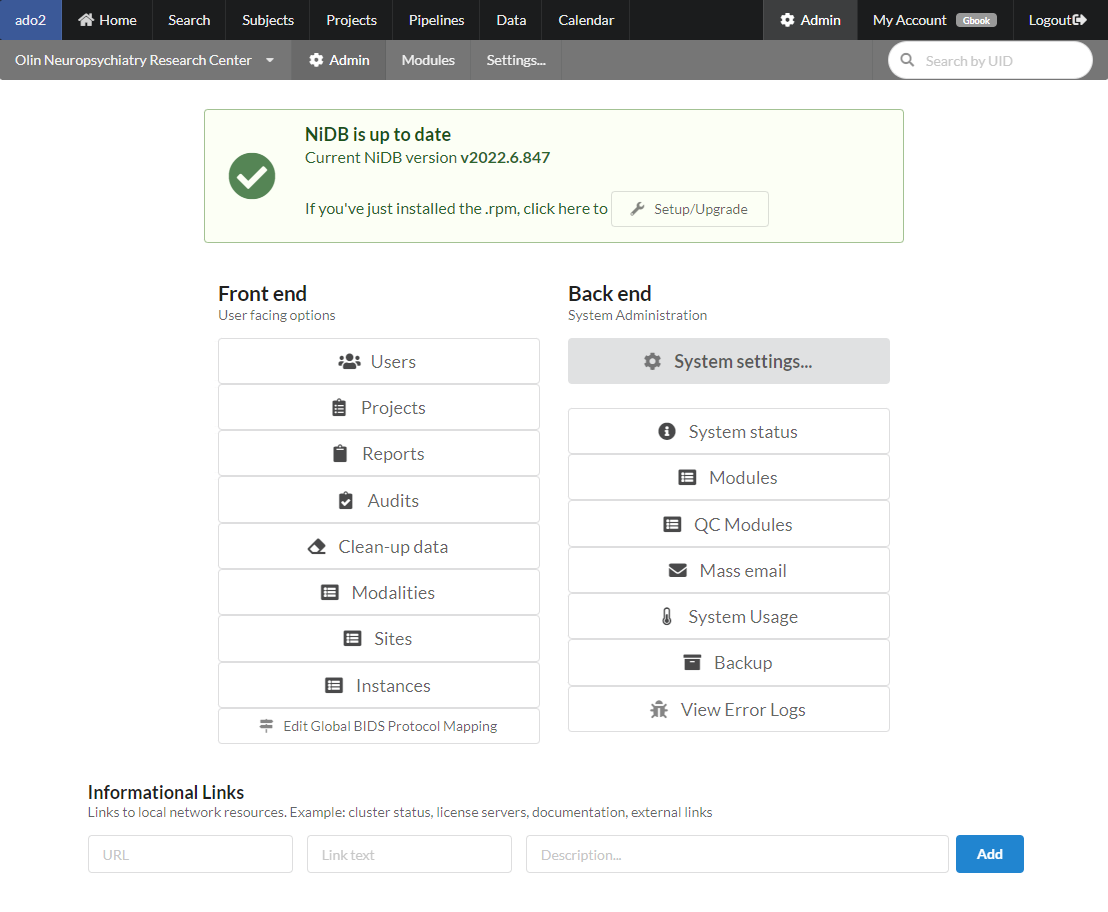 ado2 Home Search Subjects Projects Pipelines Data Calendar Admin My Account Gbook Logout
Olin Neuropsychiatry Research Center Admin Modules Settings... Search by UID
NiDB is up to date
Current NiDB version v2022.6.847
If you've just installed the .rpm, click here to Setup/Upgrade
Front end
User facing options
Users
Projects
Reports
Audits
Clean-up data
Modalities
Sites
Instances
Edit Global BIDS Protocol Mapping
Back end
System Administration
System settings...
System status
Modules
QC Modules
Mass email
System Usage
Backup
View Error Logs
Informational Links
Links to local network resources. Example: cluster status, license servers, documentation, external links
URL Link text Description... Add